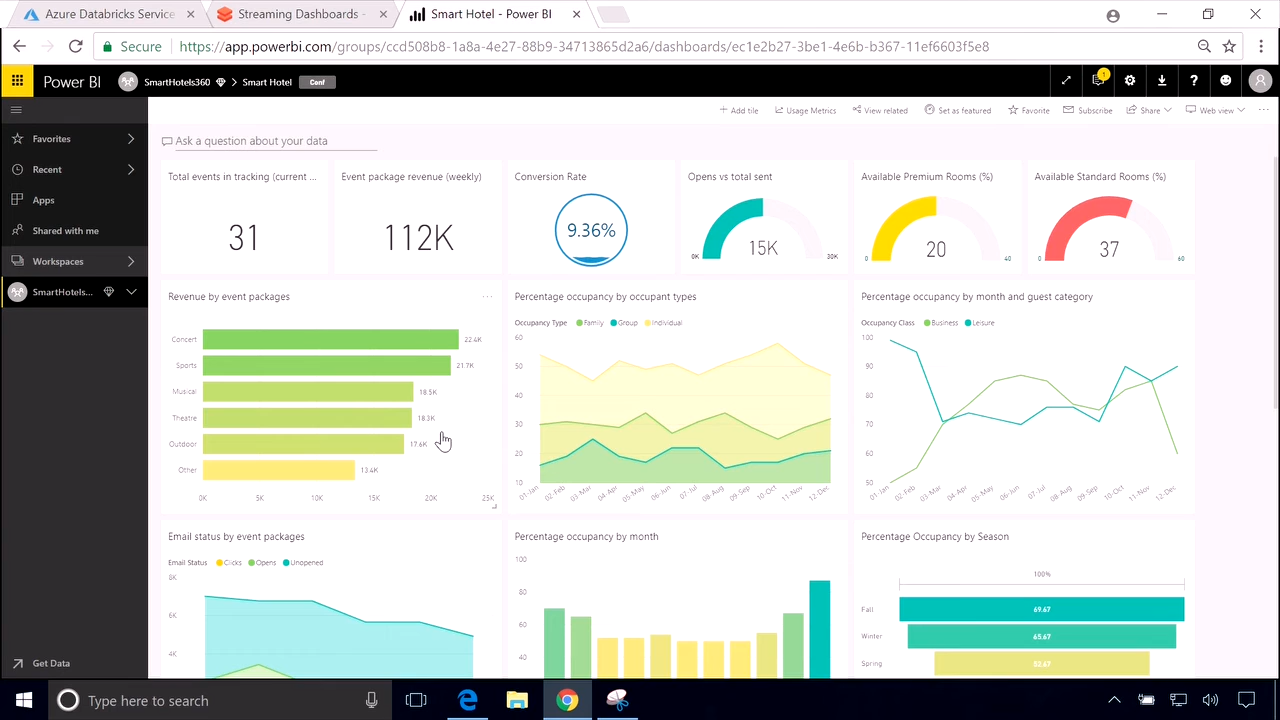 Azure Databricks Service
Streaming Dashboards -
Smart Hotel - Power BI
Secure
https://app.powerbi.com/groups/ccd508b8-1a8a-4e27-88b9-34713865d2a6/dashboards/ec1e2b27-3be1-4e6b-b367-11ef6603f5e8
Power BI
SmartHotels360 > Smart Hotel Conf
1
Add tile
Usage Metrics
View related
Set as featured
Favorite
Subscribe
Share
Web view
Favorites
Recent
Apps
Shared with me
Workspaces
SmartHotels...
Get Data
Ask a question about your data
Total events in tracking (current ...
31
Event package revenue (weekly)
112K
Conversion Rate
9.36%
Opens vs total sent
15K
0K 30K
Available Premium Rooms (%)
20
0 40
Available Standard Rooms (%)
37
0 60
Revenue by event packages
...
Concert 22.4K
Sports 21.7K
Musical 18.5K
Theatre 18.3K
Outdoor 17.6K
Other 13.4K
0K 5K 10K 15K 20K 25K
Percentage occupancy by occupant types
Occupancy Type Family Group Individual
60
50
40
30
20
10
01-Jan 02-Feb 03-Mar 04-Apr 05-May 06-Jun 07-Jul 08-Aug 09-Sep 10-Oct 11-Nov 12-Dec
Percentage occupancy by month and guest category
Occupancy Class Business Leisure
100
90
80
70
60
50
01-Jan 02-Feb 03-Mar 04-Apr 05-May 06-Jun 07-Jul 08-Aug 09-Sep 10-Oct 11-Nov 12-Dec
Email status by event packages
Email Status Clicks Opens Unopened
8K
6K
4K
Percentage occupancy by month
100
80
60
40
Percentage Occupancy by Season
100%
Fall 69.67
Winter 65.67
Spring 52.67
Type here to search